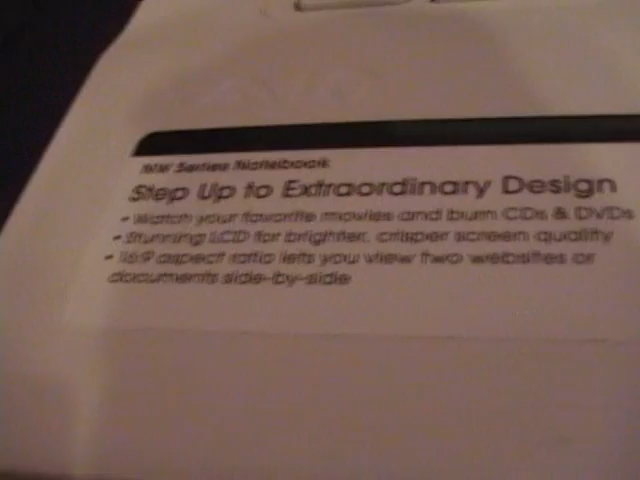 NW Series Notebook
Step Up to Extraordinary Design
• Watch your favorite movies and burn CDs & DVDs
• Stunning LCD for brighter, crisper screen quality
• 16:9 aspect ratio lets you view two websites or
documents side-by-side